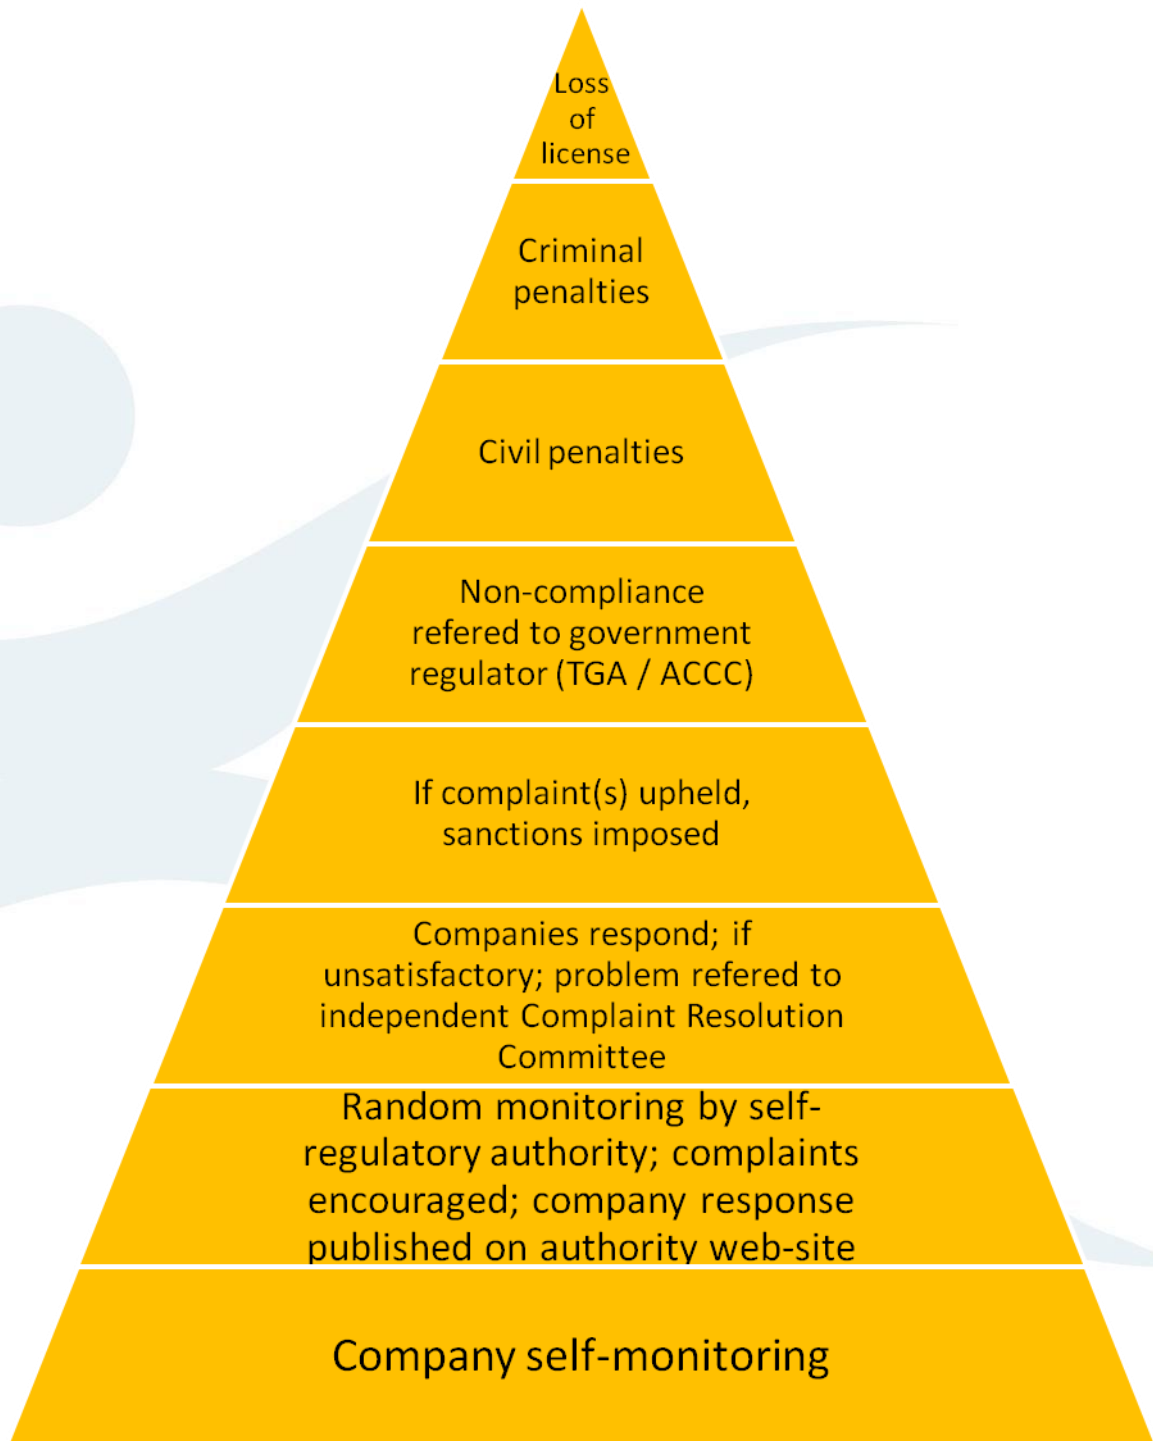 Loss
of
license
Criminal
penalties
Civil penalties
Non-compliance
refered to government
regulator (TGA / ACCC)
If complaint(s) upheld,
sanctions imposed
Companies respond; if
unsatisfactory; problem refered to
independent Complaint Resolution
Committee
Random monitoring by self-
regulatory authority; complaints
encouraged; company response
published on authority web-site
Company self-monitoring